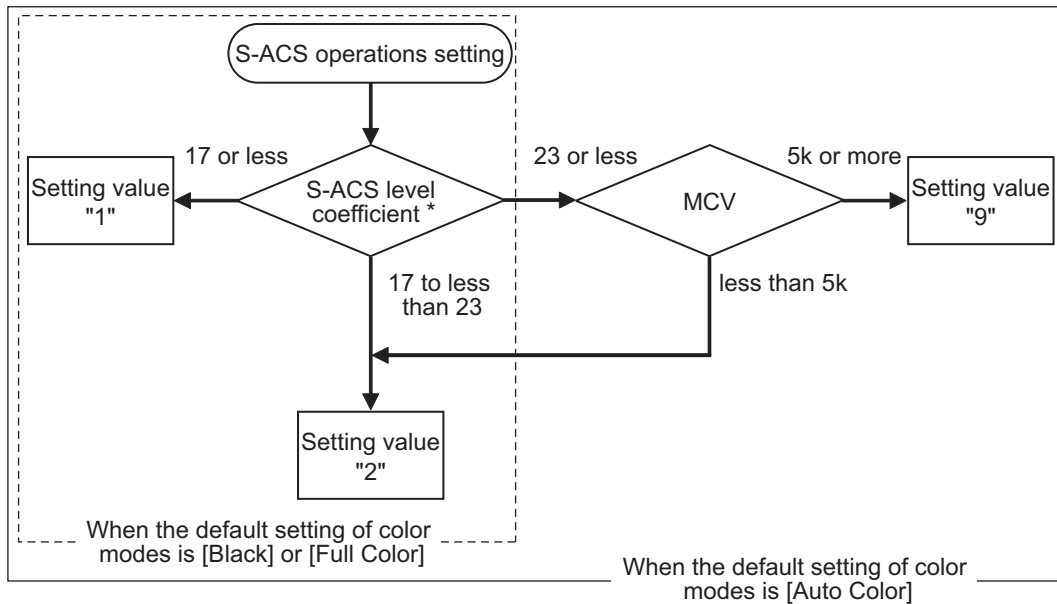 S-ACS operations setting
17 or less
23 or less
5k or more
Setting value
"1"
S-ACS level
coefficient *
MCV
Setting value
"9"
17 to less
than 23
less than 5k
Setting value
"2"
When the default setting of color
modes is [Black] or [Full Color]
When the default setting of color
modes is [Auto Color]